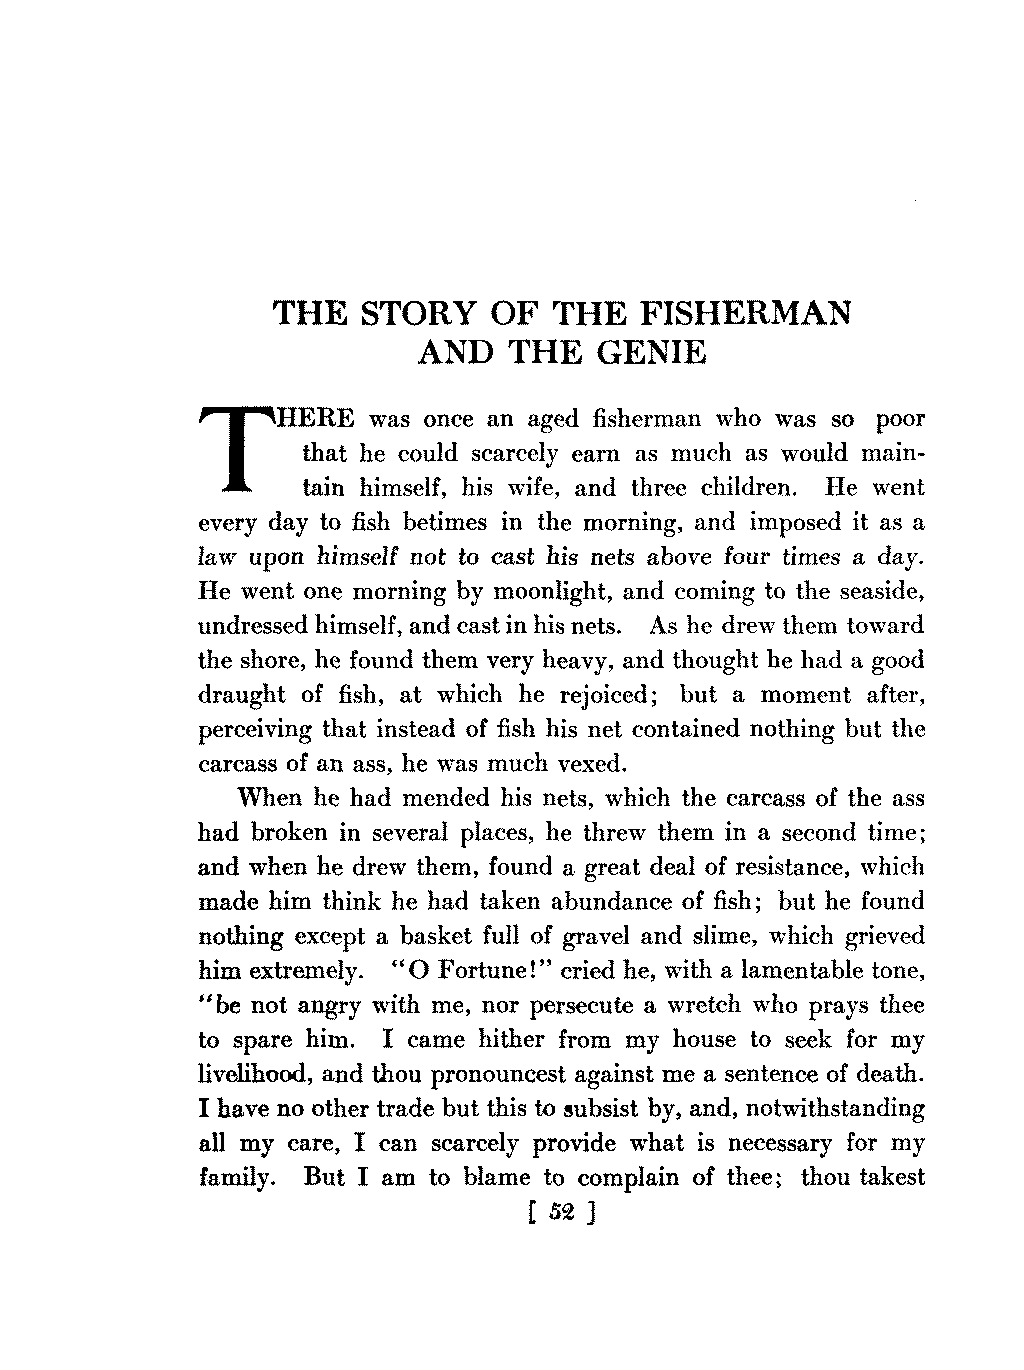 THE STORY OF THE FISHERMAN
AND THE GENIE
THERE was once an aged fisherman who was so poor
that he could scarcely earn as much as would main-
tain himself, his wife, and three children. He went
every day to fish betimes in the morning, and imposed it as a
law upon himself not to cast his nets above four times a day.
He went one morning by moonlight, and coming to the seaside,
undressed himself, and cast in his nets. As he drew them toward
the shore, he found them very heavy, and thought he had a good
draught of fish, at which he rejoiced; but a moment after,
perceiving that instead of fish his net contained nothing but the
carcass of an ass, he was much vexed.
When he had mended his nets, which the carcass of the ass
had broken in several places, he threw them in a second time;
and when he drew them, found a great deal of resistance, which
made him think he had taken abundance of fish; but he found
nothing except a basket full of gravel and slime, which grieved
him extremely. "O Fortune!" cried he, with a lamentable tone,
"be not angry with me, nor persecute a wretch who prays thee
to spare him. I came hither from my house to seek for my
livelihood, and thou pronouncest against me a sentence of death.
I have no other trade but this to subsist by, and, notwithstanding
all my care, I can scarcely provide what is necessary for my
family. But I am to blame to complain of thee; thou takest
[ 52 ]